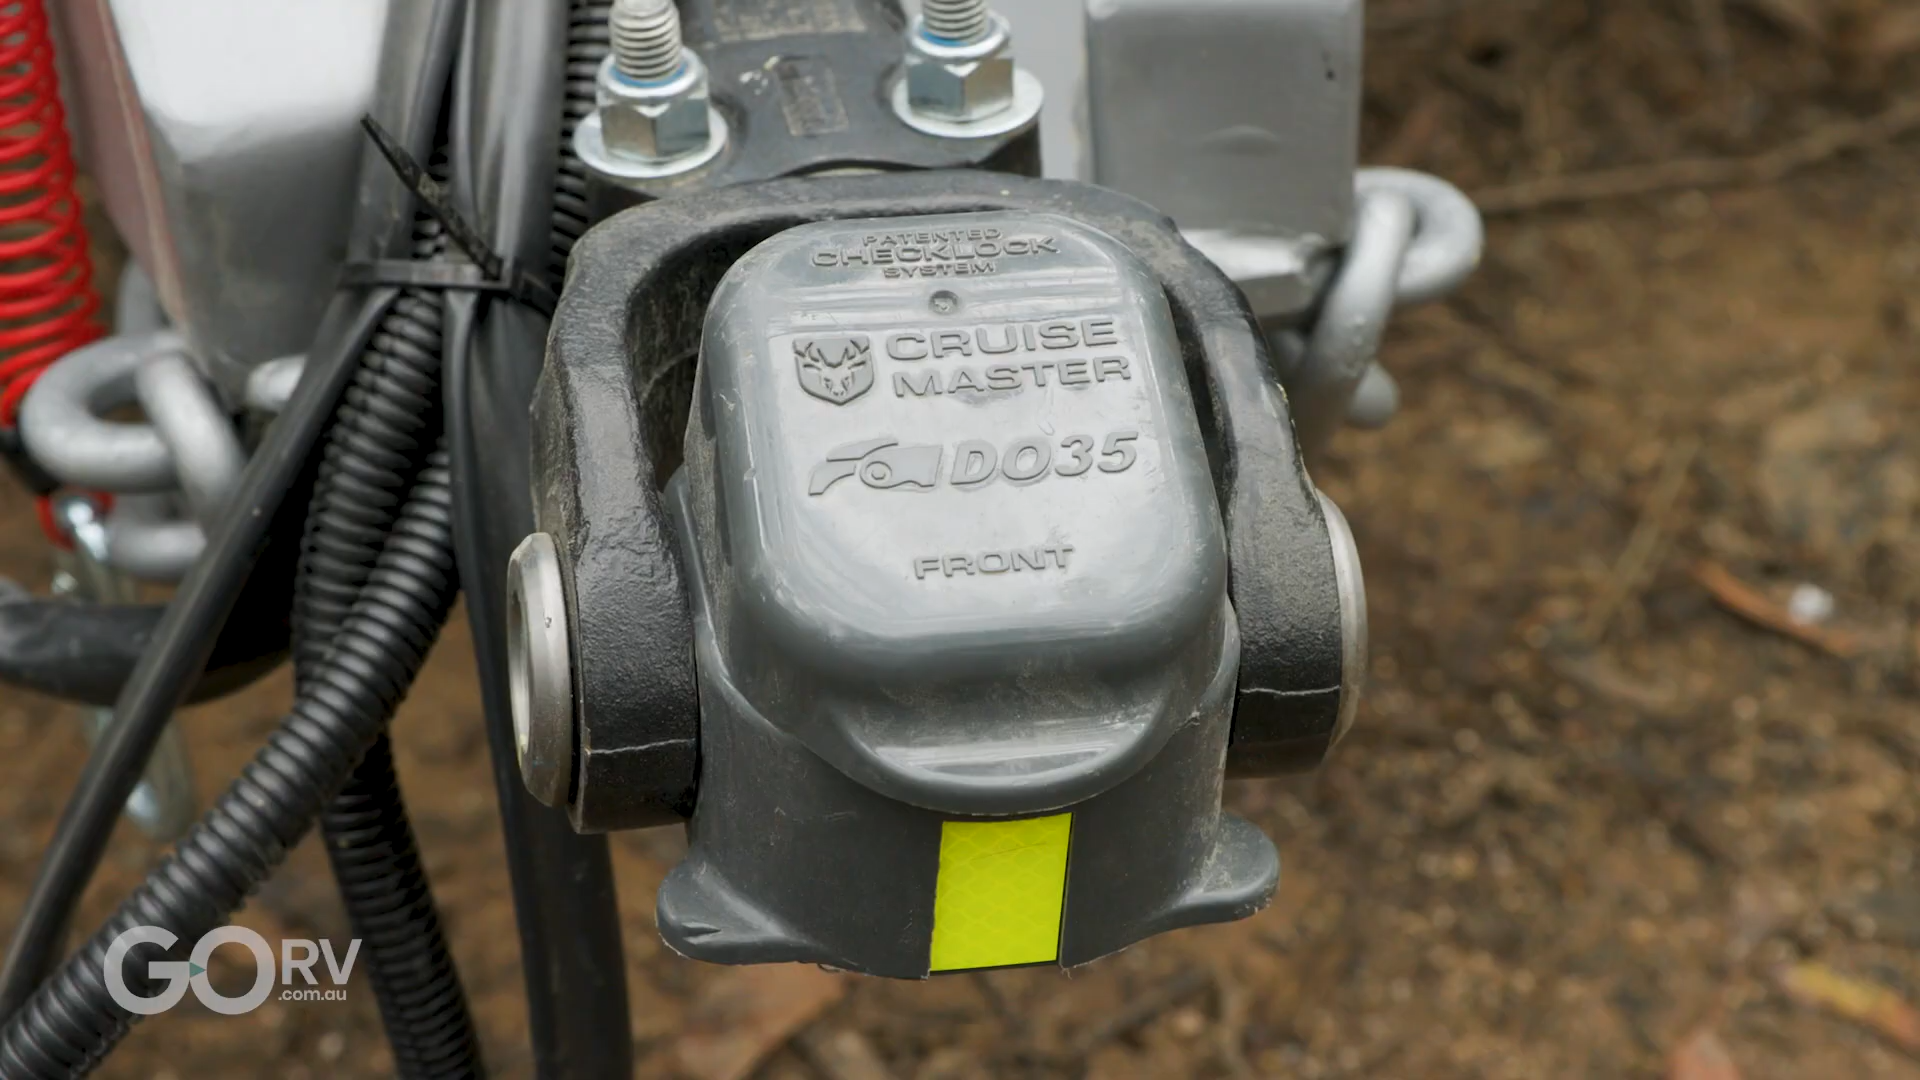 PATENTED
CHECKLOCK
SYSTEM
CRUISE
MASTER
DO35
FRONT
GORV
.com.au